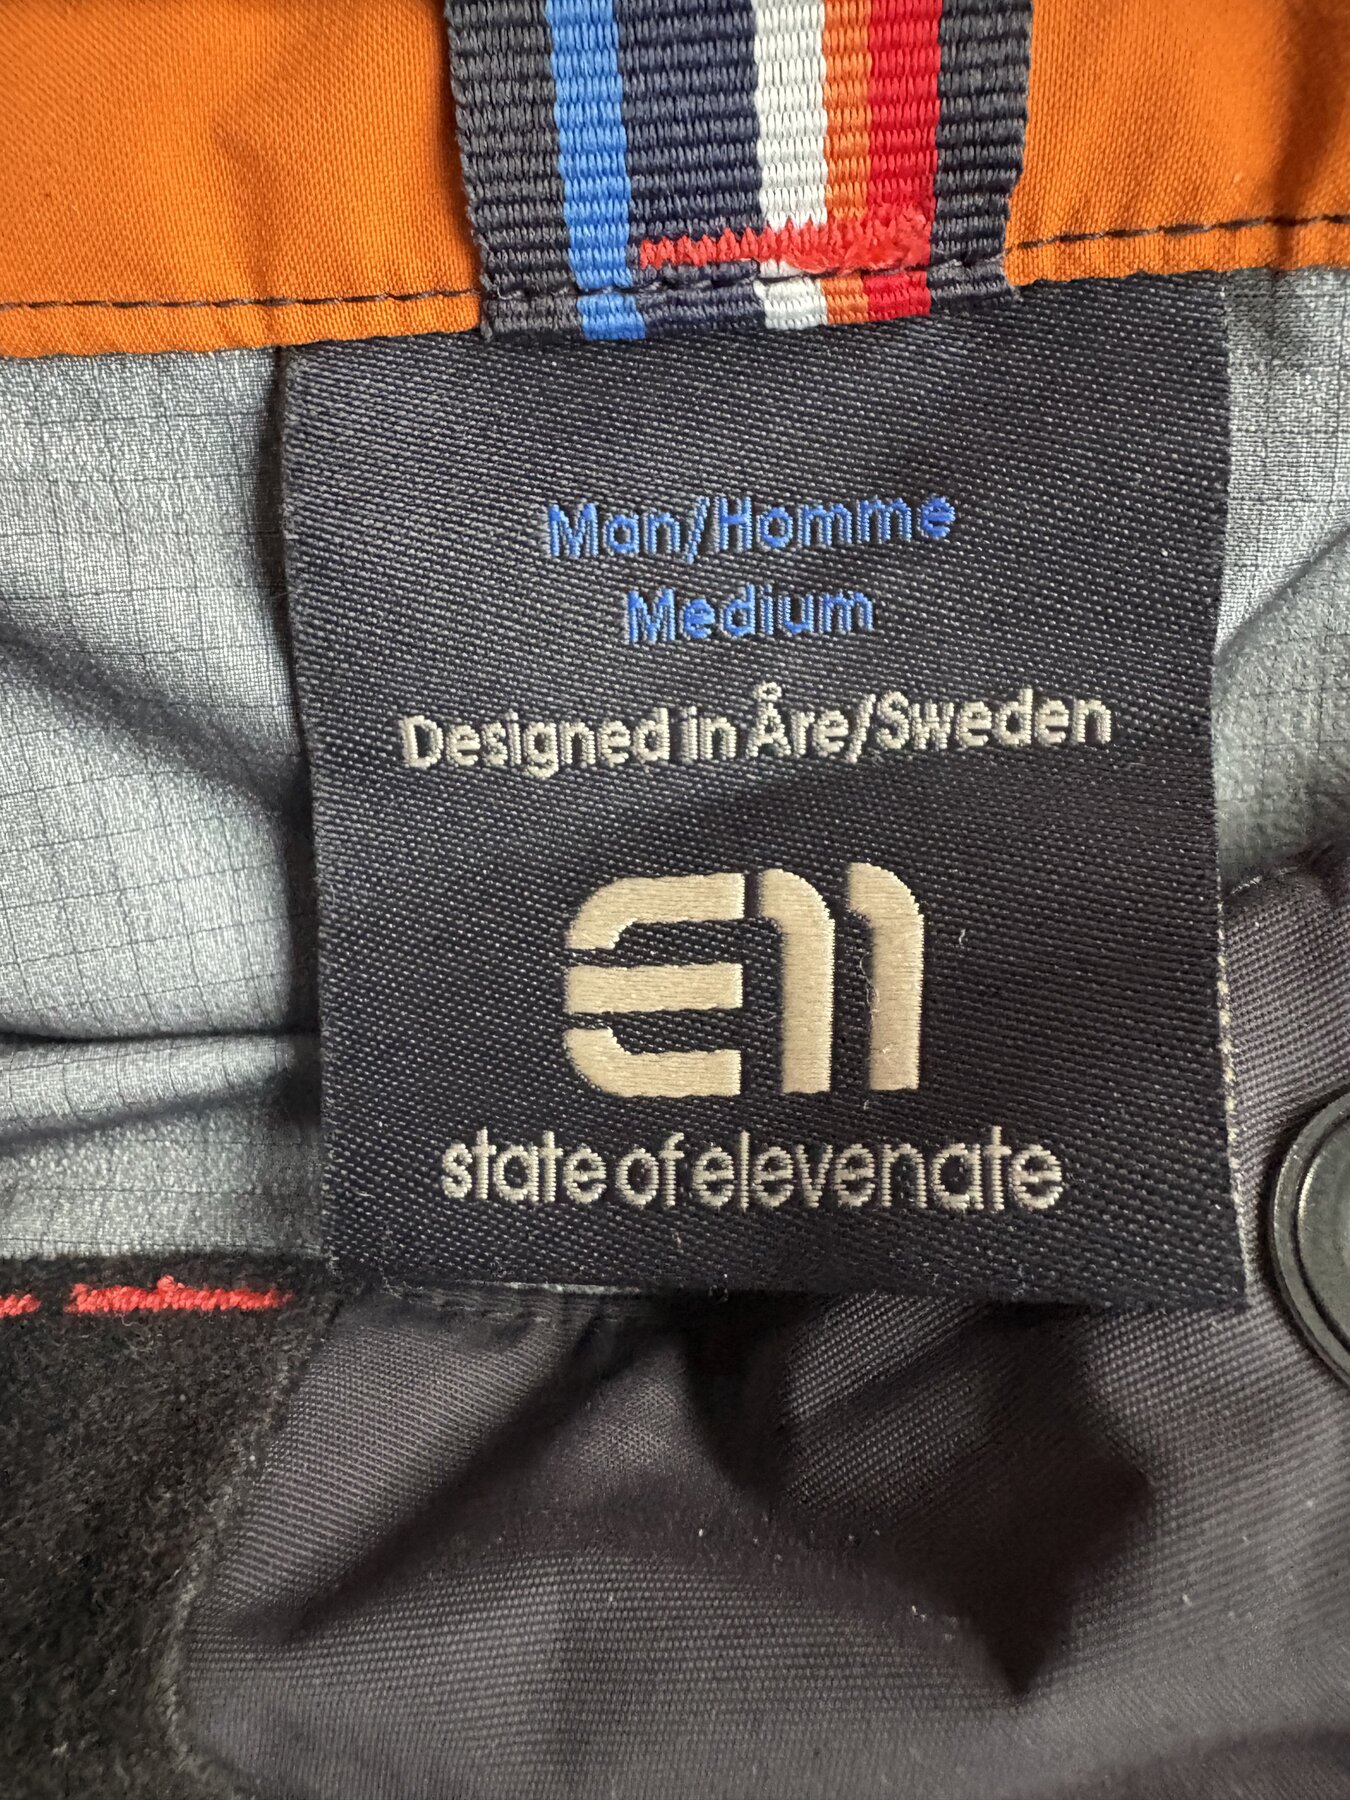 Man/Homme
Medium
Designed in Åre/Sweden
E11
state of elevenate